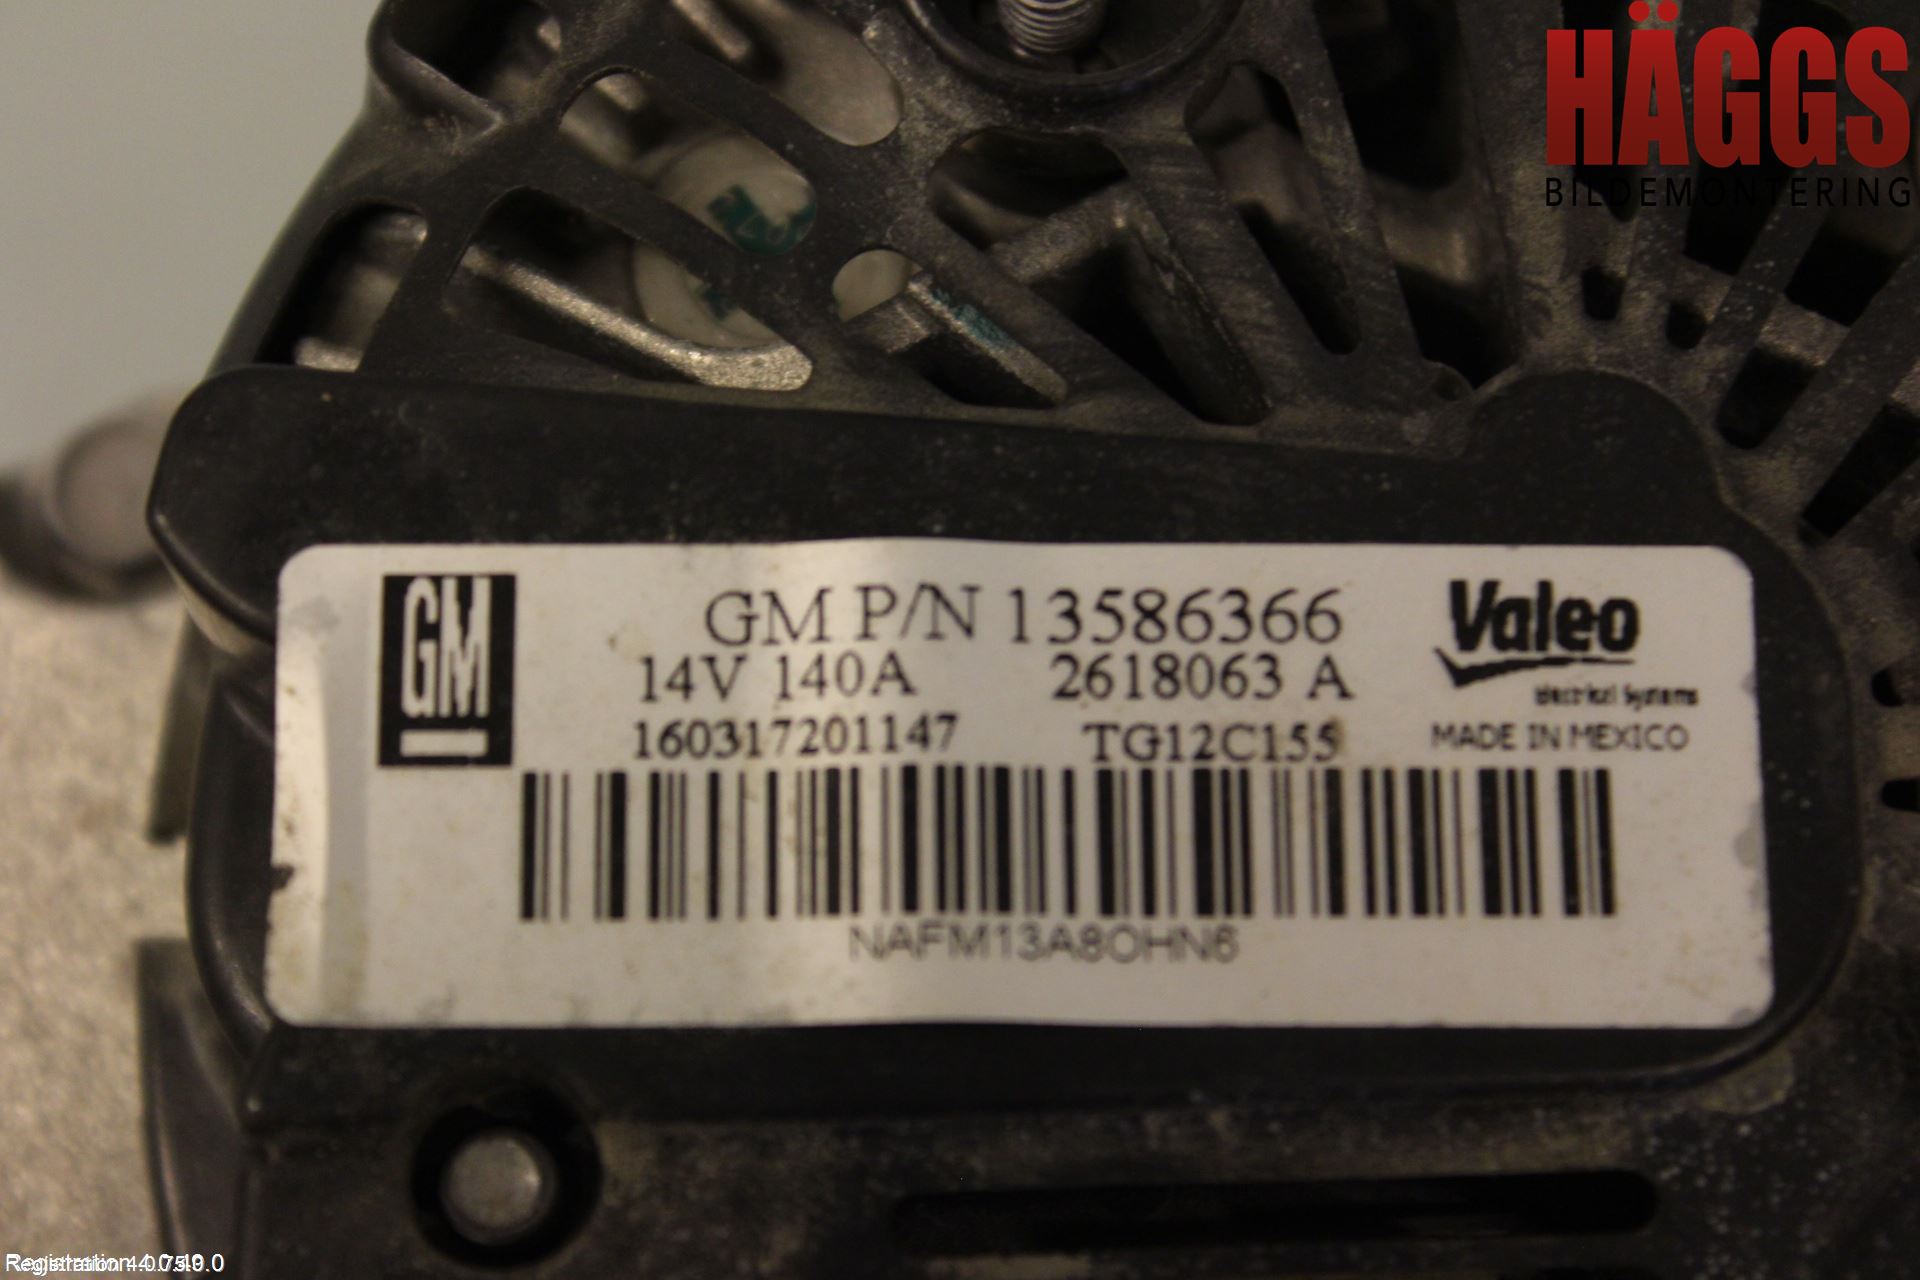 HÄGGS
BILDEMONTERING
GM
GM P/N 13586366
Valeo
14V 140A 2618063 A
Electrical Systems
160317201147 TG12C155
MADE IN MEXICO
NAFM13A8OHN6